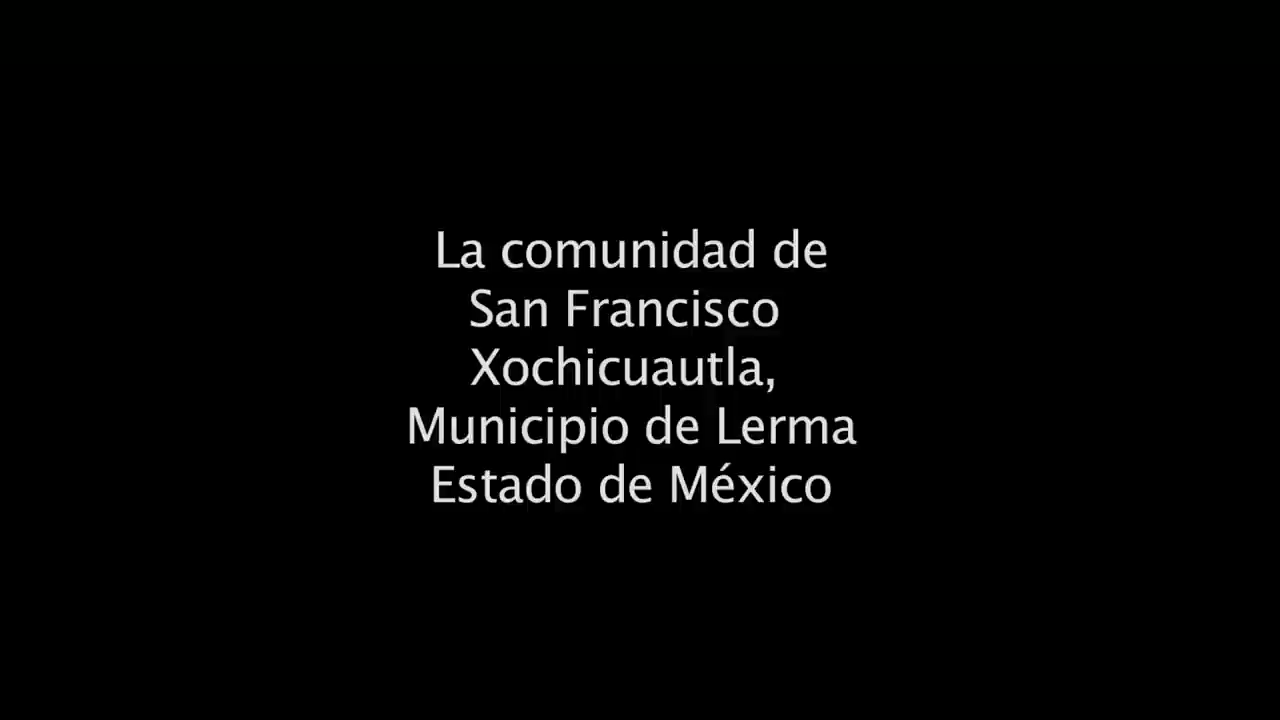 La comunidad de
San Francisco
Xochicuautla,
Municipio de Lerma
Estado de México